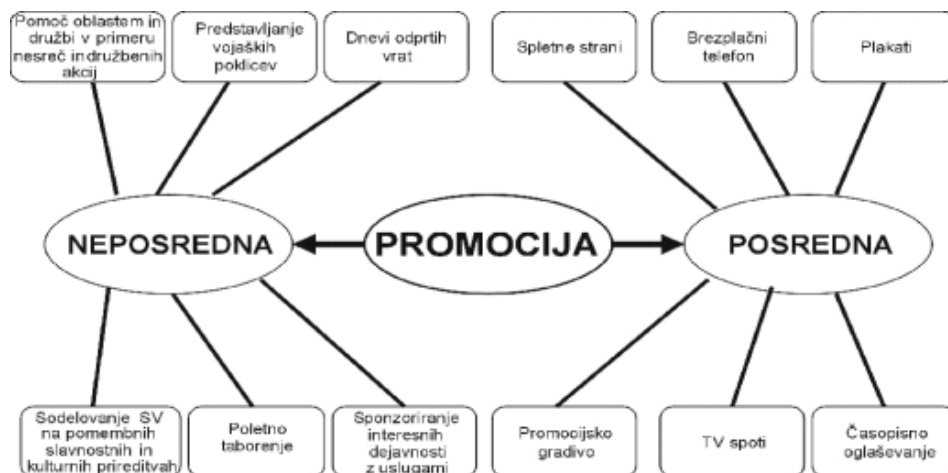 Pomoč oblastem in
družbi v primeru
nesreč in družbenih
akcij
Predstavljanje
vojaških
poklicev
Dnevi odprtih
vrat
Spletne strani
Brezplačni
telefon
Plakati
NEPOSREDNA
PROMOCIJA
POSREDNA
Sodelovanje SV
na pomembnih
slavnostnih in
kulturnih prireditvah
Poletno
taborenje
Sponzoriranje
interesnih
dejavnosti
z uslugami
Promocijsko
gradivo
TV spoti
Časopisno
oglaševanje